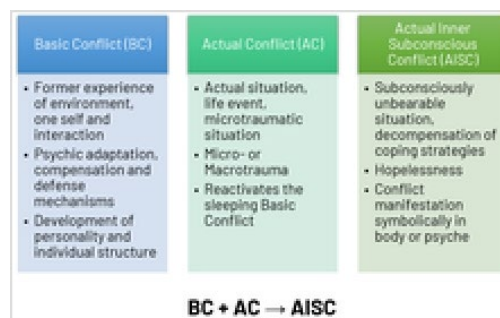 Basic Conflict (BC)
• Former experience
of environment,
one self and
interaction
• Psychic adaptation,
compensation and
defense
mechanisms
• Development of
personality and
individual structure
Actual Conflict (AC)
• Actual situation,
life event,
microtraumatic
situation
• Micro- or
Macrotrauma
• Reactivates the
sleeping Basic
Conflict
Actual Inner
Subconscious
Conflict (AISC)
• Subconsciously
unbearable
situation,
decompensation of
coping strategies
• Hopelessness
• Conflict
manifestation
symbolically in
body or psyche
BC + AC → AISC